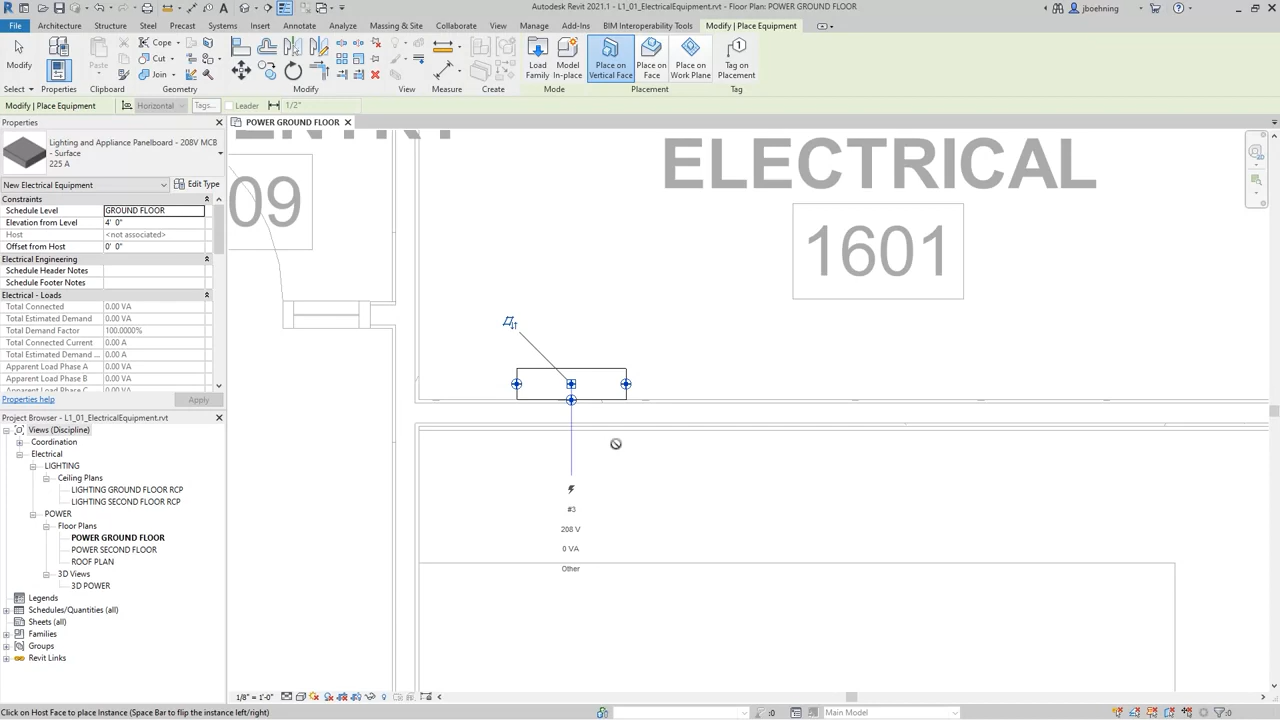 Autodesk Revit 2021.1 - L1_01_ElectricalEquipment.rvt - Floor Plan: POWER GROUND FLOOR
jboehning
File Architecture Structure Steel Precast Systems Insert Annotate Analyze Massing & Site Collaborate View Manage Add-Ins BIM Interoperability Tools Modify | Place Equipment
Modify
Paste
Cope
Cut
Join
Load Family
Model In-place
Place on Vertical Face
Place on Face
Place on Work Plane
Tag on Placement
Select Properties Clipboard Geometry Modify View Measure Create Mode Placement Tag
Modify | Place Equipment Horizontal Tags... Leader 1/2"
Properties
POWER GROUND FLOOR
Lighting and Appliance Panelboard - 208V MCB - Surface
225 A
New Electrical Equipment Edit Type
Constraints
Schedule Level GROUND FLOOR
Elevation from Level 4' 0"
Host <not associated>
Offset from Host 0' 0"
Electrical Engineering
Schedule Header Notes
Schedule Footer Notes
Electrical - Loads
Total Connected 0.00 VA
Total Estimated Demand 0.00 VA
Total Demand Factor 100.0000%
Total Connected Current 0.00 A
Total Estimated Demand ... 0.00 A
Apparent Load Phase A 0.00 VA
Apparent Load Phase B 0.00 VA
Properties help Apply
Project Browser - L1_01_ElectricalEquipment.rvt
Views (Discipline)
Coordination
Electrical
LIGHTING
Ceiling Plans
LIGHTING GROUND FLOOR RCP
LIGHTING SECOND FLOOR RCP
POWER
Floor Plans
POWER GROUND FLOOR
POWER SECOND FLOOR
ROOF PLAN
3D Views
3D POWER
Legends
Schedules/Quantities (all)
Sheets (all)
Families
Groups
Revit Links
09
ELECTRICAL
1601
#3
208 V
0 VA
Other
1/8" = 1'-0"
Click on Host Face to place Instance (Space Bar to flip the instance left/right)
:0
Main Model
:0